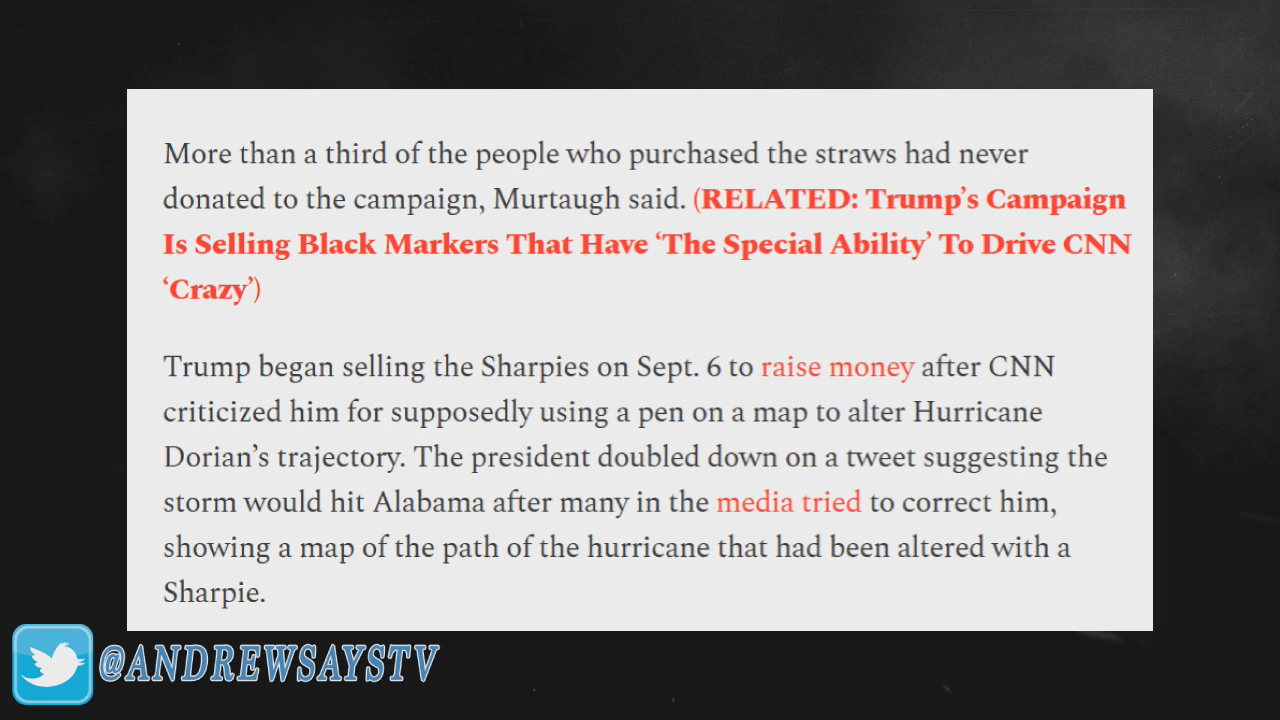 More than a third of the people who purchased the straws had never
donated to the campaign, Murtaugh said. (RELATED: Trump’s Campaign
Is Selling Black Markers That Have ‘The Special Ability’ To Drive CNN
‘Crazy’)
Trump began selling the Sharpies on Sept. 6 to raise money after CNN
criticized him for supposedly using a pen on a map to alter Hurricane
Dorian’s trajectory. The president doubled down on a tweet suggesting the
storm would hit Alabama after many in the media tried to correct him,
showing a map of the path of the hurricane that had been altered with a
Sharpie.
@ANDREWSAYSTV